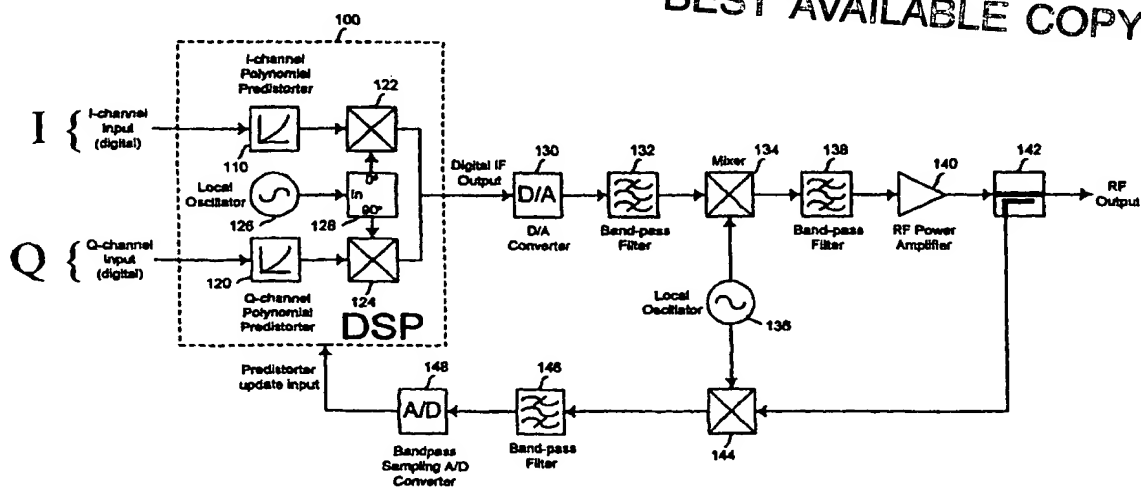 BEST AVAILABLE COPY
100
I-channel
Polynomial
Predistorter
122
I {
I-channel
Input
(digital)
110
Local
Oscillator
126
In
0°
90°
128
Q {
Q-channel
Input
(digital)
120
124
Q-channel
Polynomial
Predistorter
DSP
Digital IF
Output
130
D/A
D/A
Converter
132
Band-pass
Filter
Mixer
134
138
Band-pass
Filter
140
RF Power
Amplifier
142
RF
Output
Local
Oscillator
136
Predistorter
update input
148
A/D
Bandpass
Sampling A/D
Converter
146
Band-pass
Filter
144